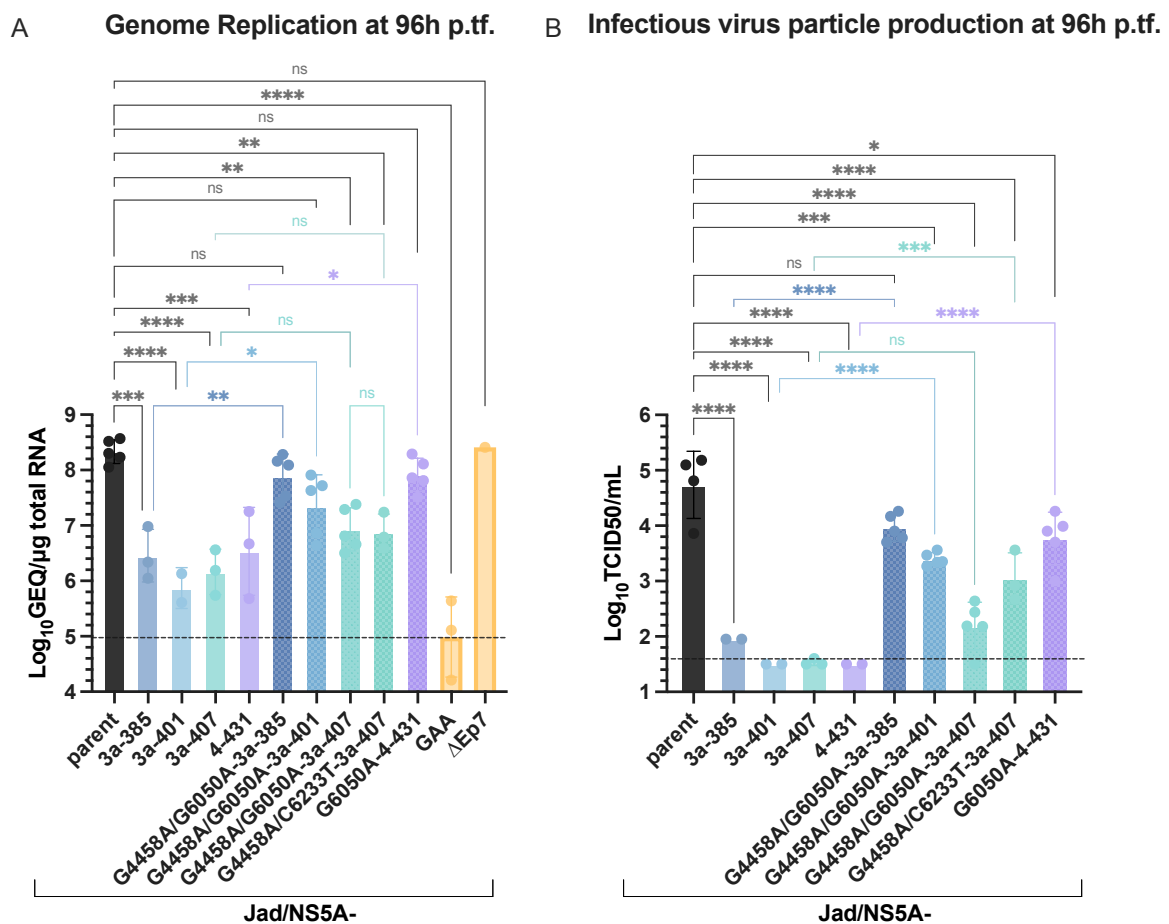 A
Genome Replication at 96h p.tf.
ns
****
ns
**
**
ns
ns
ns
*
***
****
ns
****
*
***
**
ns
Log10GEQ/μg total RNA
9
8
7
6
5
4
parent
3a-385
3a-401
3a-407
4-431
G4458A/G6050A-3a-385
G4458A/G6050A-3a-401
G4458A/G6050A-3a-407
G4458A/C6233T-3a-407
G6050A-4-431
GAA
ΔEp7
Jad/NS5A-
B
Infectious virus particle production at 96h p.tf.
*
****
****
***
***
ns
****
****
****
****
ns
****
****
****
Log10TCID50/mL
6
5
4
3
2
1
parent
3a-385
3a-401
3a-407
4-431
G4458A/G6050A-3a-385
G4458A/G6050A-3a-401
G4458A/G6050A-3a-407
G4458A/C6233T-3a-407
G6050A-4-431
Jad/NS5A-